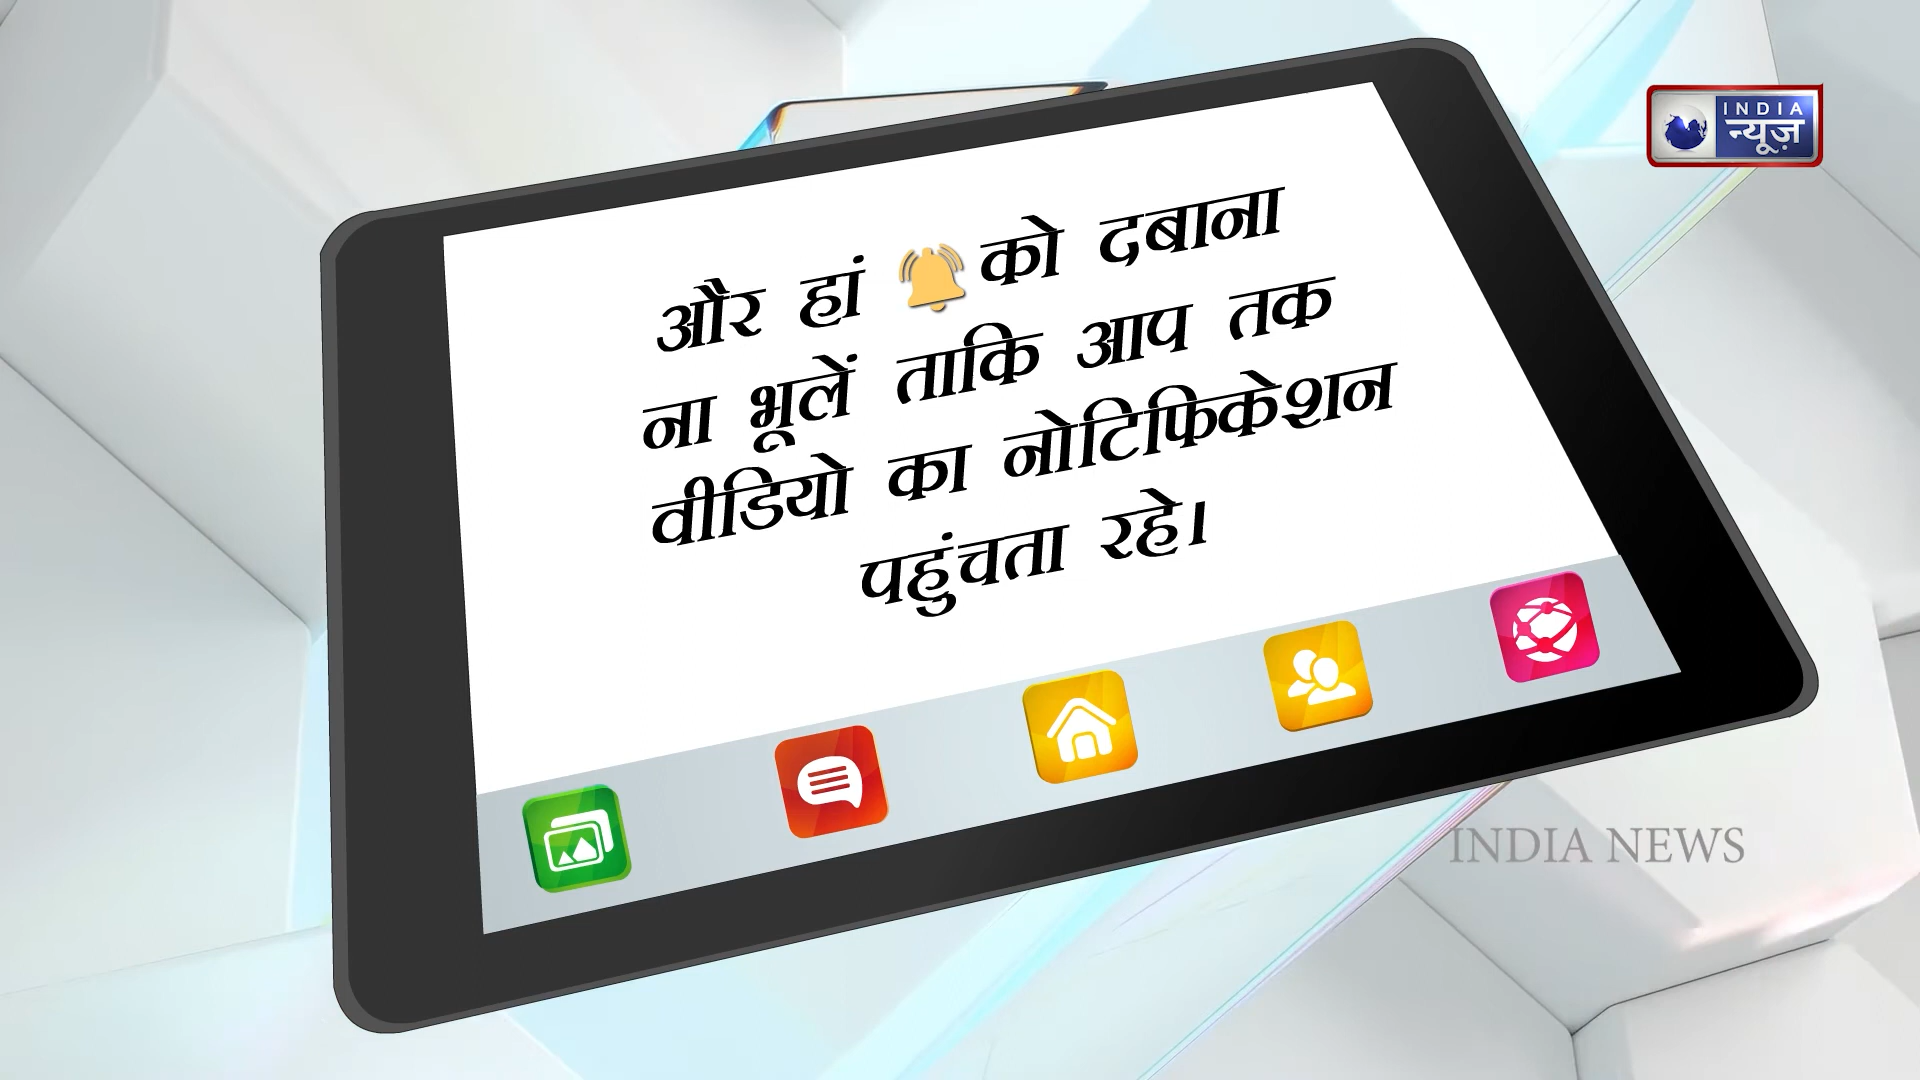 INDIA
न्यूज़
और हां 🔔 को दबाना
ना भूलें ताकि आप तक
वीडियो का नोटिफिकेशन
पहुंचता रहे।
INDIA NEWS